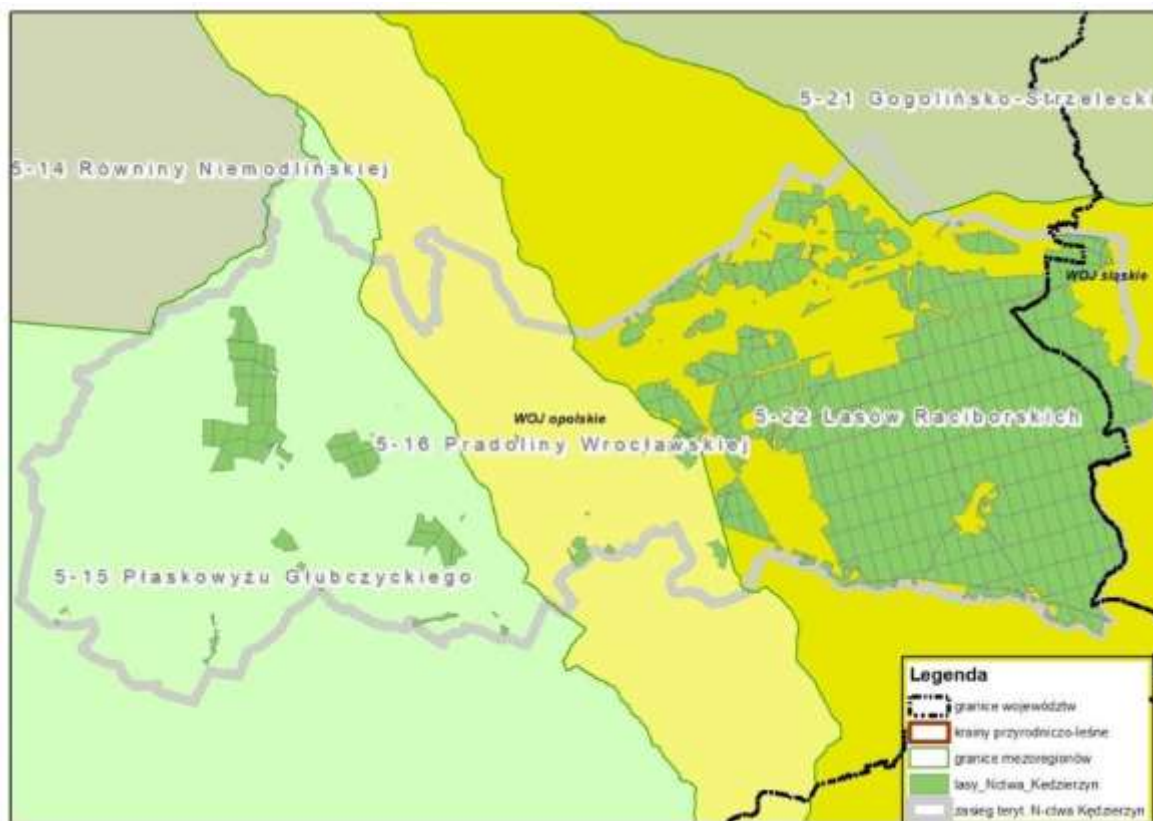 5-21 Gogolińsko-Strzelecki
5-14 Równiny Niemodlińskiej
WOJ śląskie
WOJ opolskie
5-22 Lasów Raciborskich
5-16 Pradoliny Wrocławskiej
5-15 Płaskowyżu Głubczyckiego
Legenda
granice województw
krainy przyrodniczo-leśne
granice mezoregionów
lasy_Nctwa_Kędzierzyn
zasięg teryt. N-ctwa Kędzierzyn